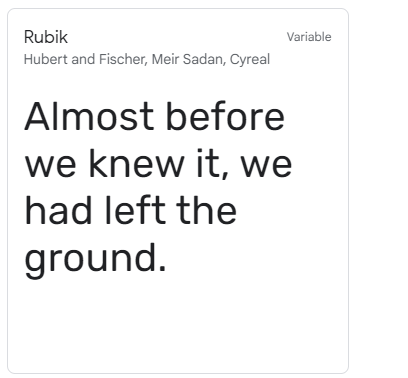 Rubik
Variable
Hubert and Fischer, Meir Sadan, Cyreal
Almost before
we knew it, we
had left the
ground.